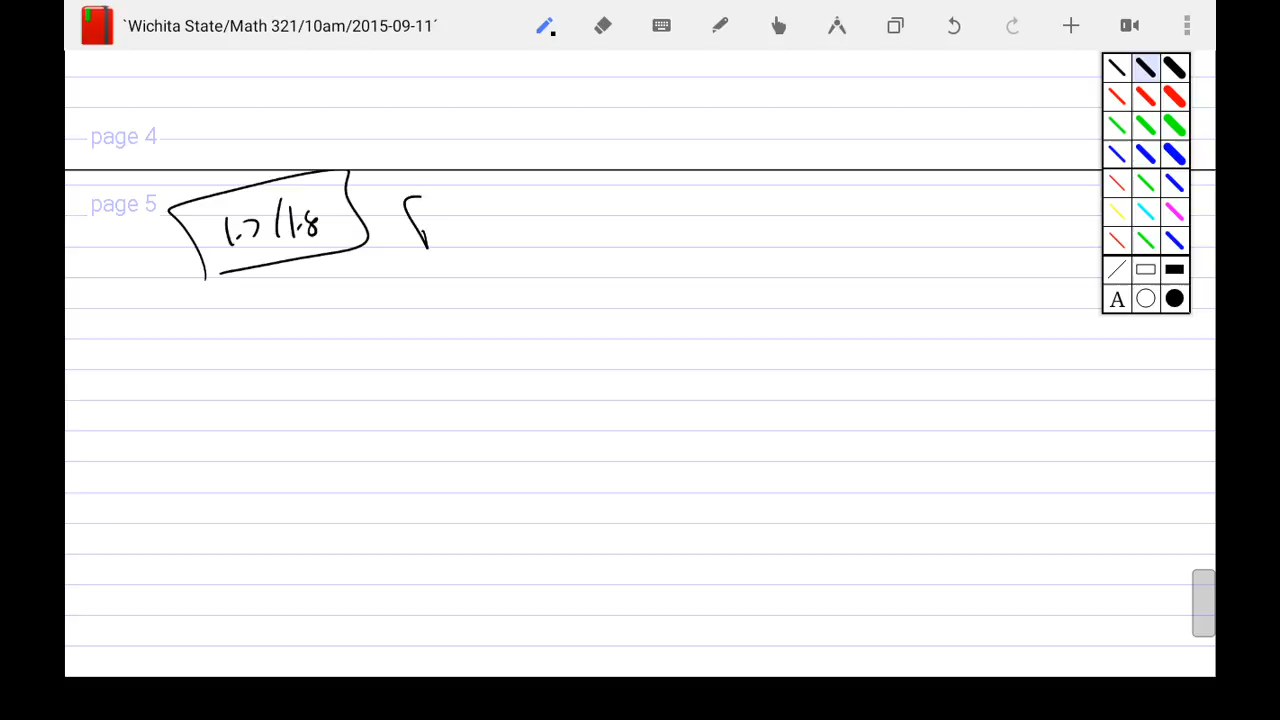 `Wichita State/Math 321/10am/2015-09-11´
page 4
page 5
1.7/1.8
A